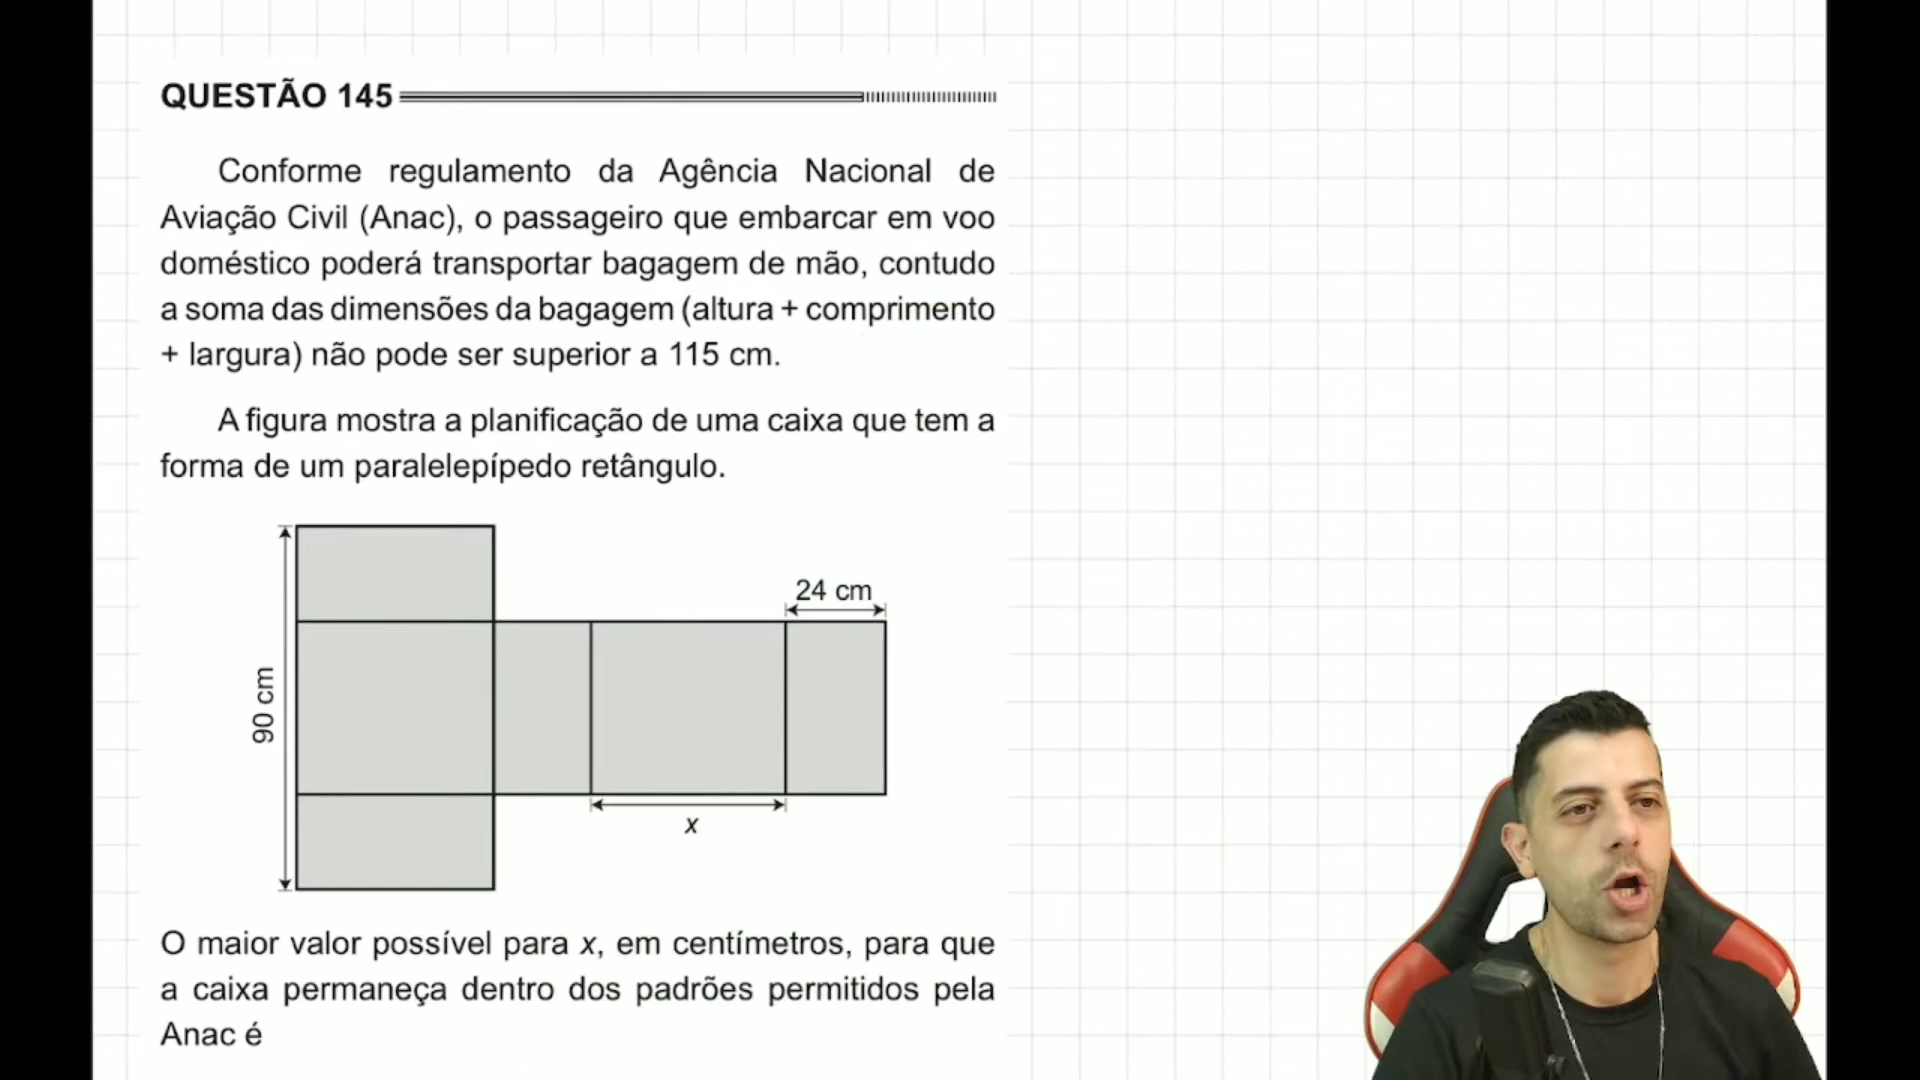 QUESTÃO 145
Conforme regulamento da Agência Nacional de
Aviação Civil (Anac), o passageiro que embarcar em voo
doméstico poderá transportar bagagem de mão, contudo
a soma das dimensões da bagagem (altura + comprimento
+ largura) não pode ser superior a 115 cm.
A figura mostra a planificação de uma caixa que tem a
forma de um paralelepípedo retângulo.
24 cm
90 cm
x
O maior valor possível para x, em centímetros, para que
a caixa permaneça dentro dos padrões permitidos pela
Anac é